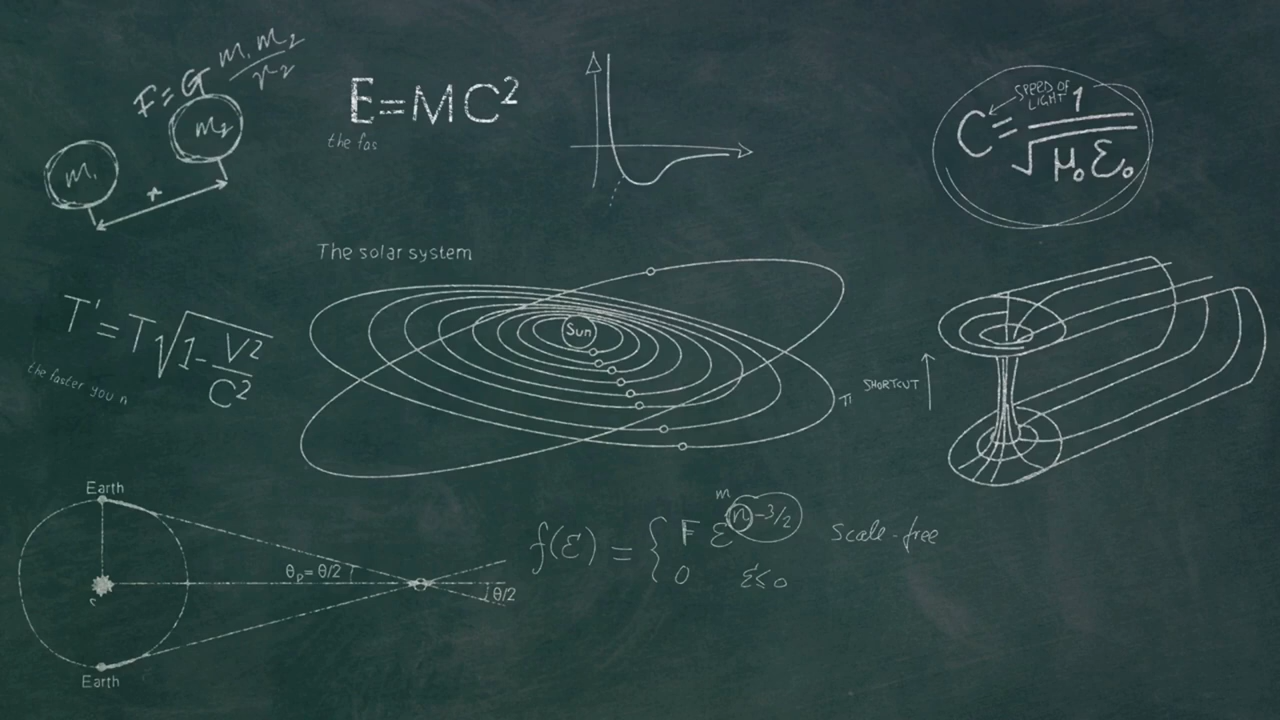 F=G m₁m₂/r²
m₁
m₂
r
E=MC²
the fas
SPEED OF LIGHT
C=1/√μ₀ε₀
The solar system
Sun
T'=T√1-V²/C²
the faster you n
SHORTCUT
Earth
θₚ=θ/2
θ/2
Earth
f(ε) = { F ε^(n-3/2)
m
0 ε<0
scale-free